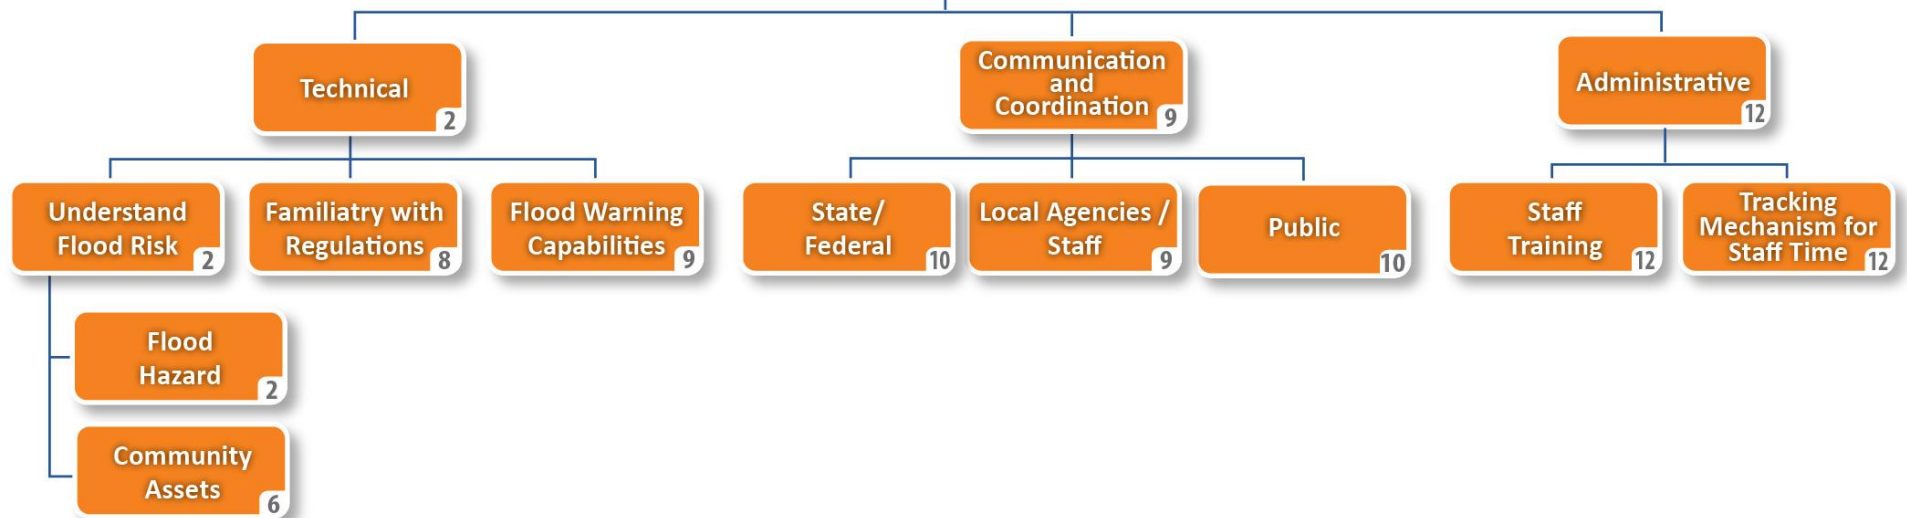 Technical
2
Communication
and
Coordination
9
Administrative
12
Understand
Flood Risk
2
Familiatry with
Regulations
8
Flood Warning
Capabilities
9
State/
Federal
10
Local Agencies /
Staff
9
Public
10
Staff
Training
12
Tracking
Mechanism for
Staff Time
12
Flood
Hazard
2
Community
Assets
6